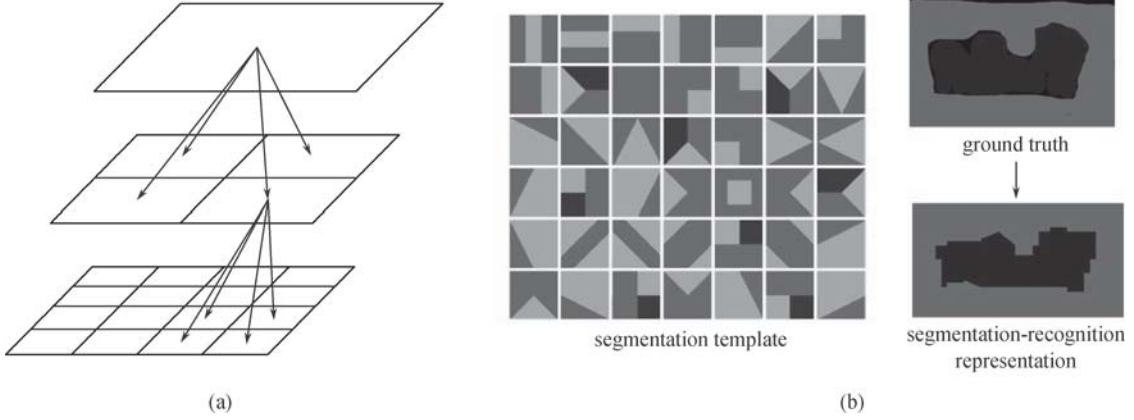 ground truth
segmentation template
segmentation-recognition
representation
(a)
(b)